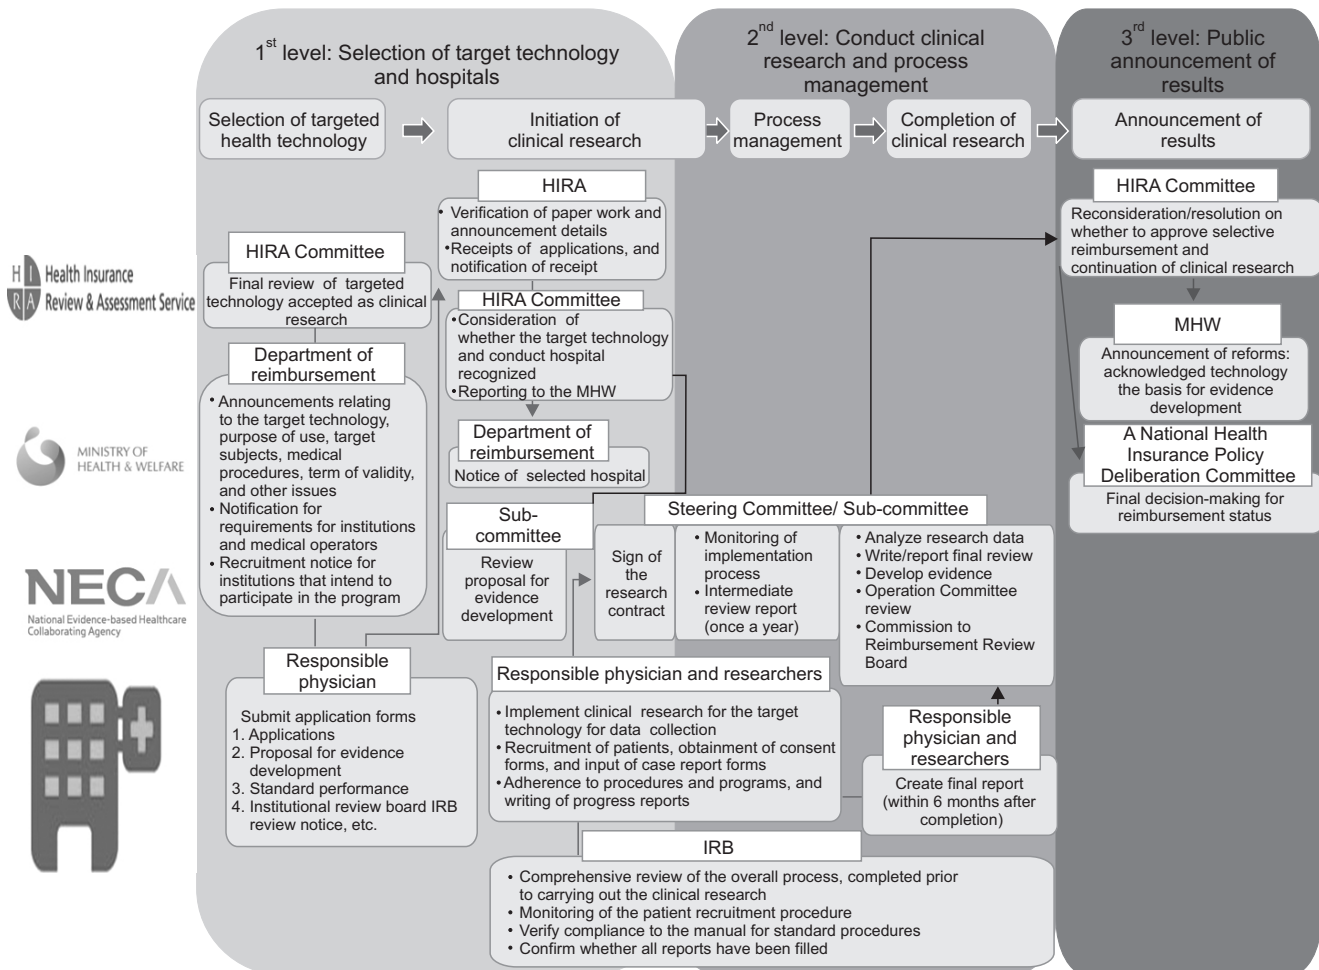 1st level: Selection of target technology
and hospitals
2nd level: Conduct clinical
research and process
management
3rd level: Public
announcement of
results
Selection of targeted
health technology
Initiation of
clinical research
Process
management
Completion of
clinical research
Announcement of
results
H I R A
Health Insurance
Review & Assessment Service
MINISTRY OF
HEALTH & WELFARE
NECA
National Evidence-based Healthcare
Collaborating Agency
HIRA Committee
Final review of targeted
technology accepted as clinical
research
Department of
reimbursement
• Announcements relating
to the target technology,
purpose of use, target
subjects, medical
procedures, term of validity,
and other issues
• Notification for
requirements for institutions
and medical operators
• Recruitment notice for
institutions that intend to
participate in the program
Responsible
physician
Submit application forms
1. Applications
2. Proposal for evidence
development
3. Standard performance
4. Institutional review board IRB
review notice, etc.
HIRA
• Verification of paper work and
announcement details
•Receipts of applications, and
notification of receipt
HIRA Committee
• Consideration of
whether the target technology
and conduct hospital
recognized
• Reporting to the MHW
Department of
reimbursement
Notice of selected hospital
Sub-
committee
Review
proposal for
evidence
development
Sign of
the
research
contract
Steering Committee/ Sub-committee
• Monitoring of
implementation
process
• Intermediate
review report
(once a year)
• Analyze research data
• Write/report final review
• Develop evidence
• Operation Committee
review
• Commission to
Reimbursement Review
Board
Responsible physician and researchers
• Implement clinical research for the target
technology for data collection
• Recruitment of patients, obtainment of consent
forms, and input of case report forms
• Adherence to procedures and programs, and
writing of progress reports
Responsible
physician and
researchers
Create final report
(within 6 months after
completion)
IRB
• Comprehensive review of the overall process, completed prior
to carrying out the clinical research
• Monitoring of the patient recruitment procedure
• Verify compliance to the manual for standard procedures
• Confirm whether all reports have been filled
HIRA Committee
Reconsideration/resolution on
whether to approve selective
reimbursement and
continuation of clinical research
MHW
Announcement of reforms:
acknowledged technology
the basis for evidence
development
A National Health
Insurance Policy
Deliberation Committee
Final decision-making for
reimbursement status